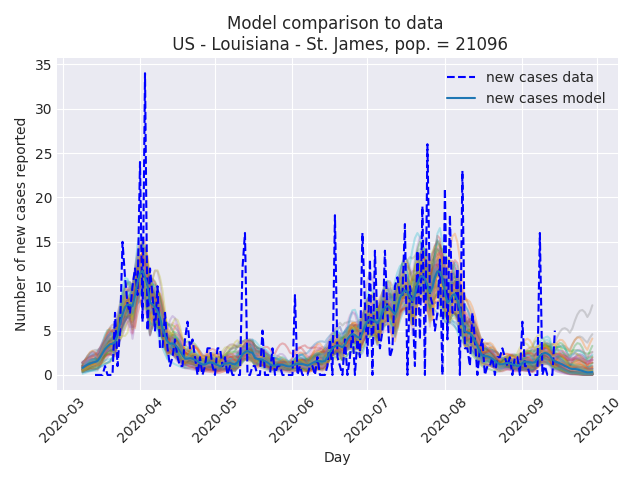 Model comparison to data
US - Louisiana - St. James, pop. = 21096
Number of new cases reported
35
30
25
20
15
10
5
0
new cases data
new cases model
2020-03
2020-04
2020-05
2020-06
2020-07
2020-08
2020-09
2020-10
Day